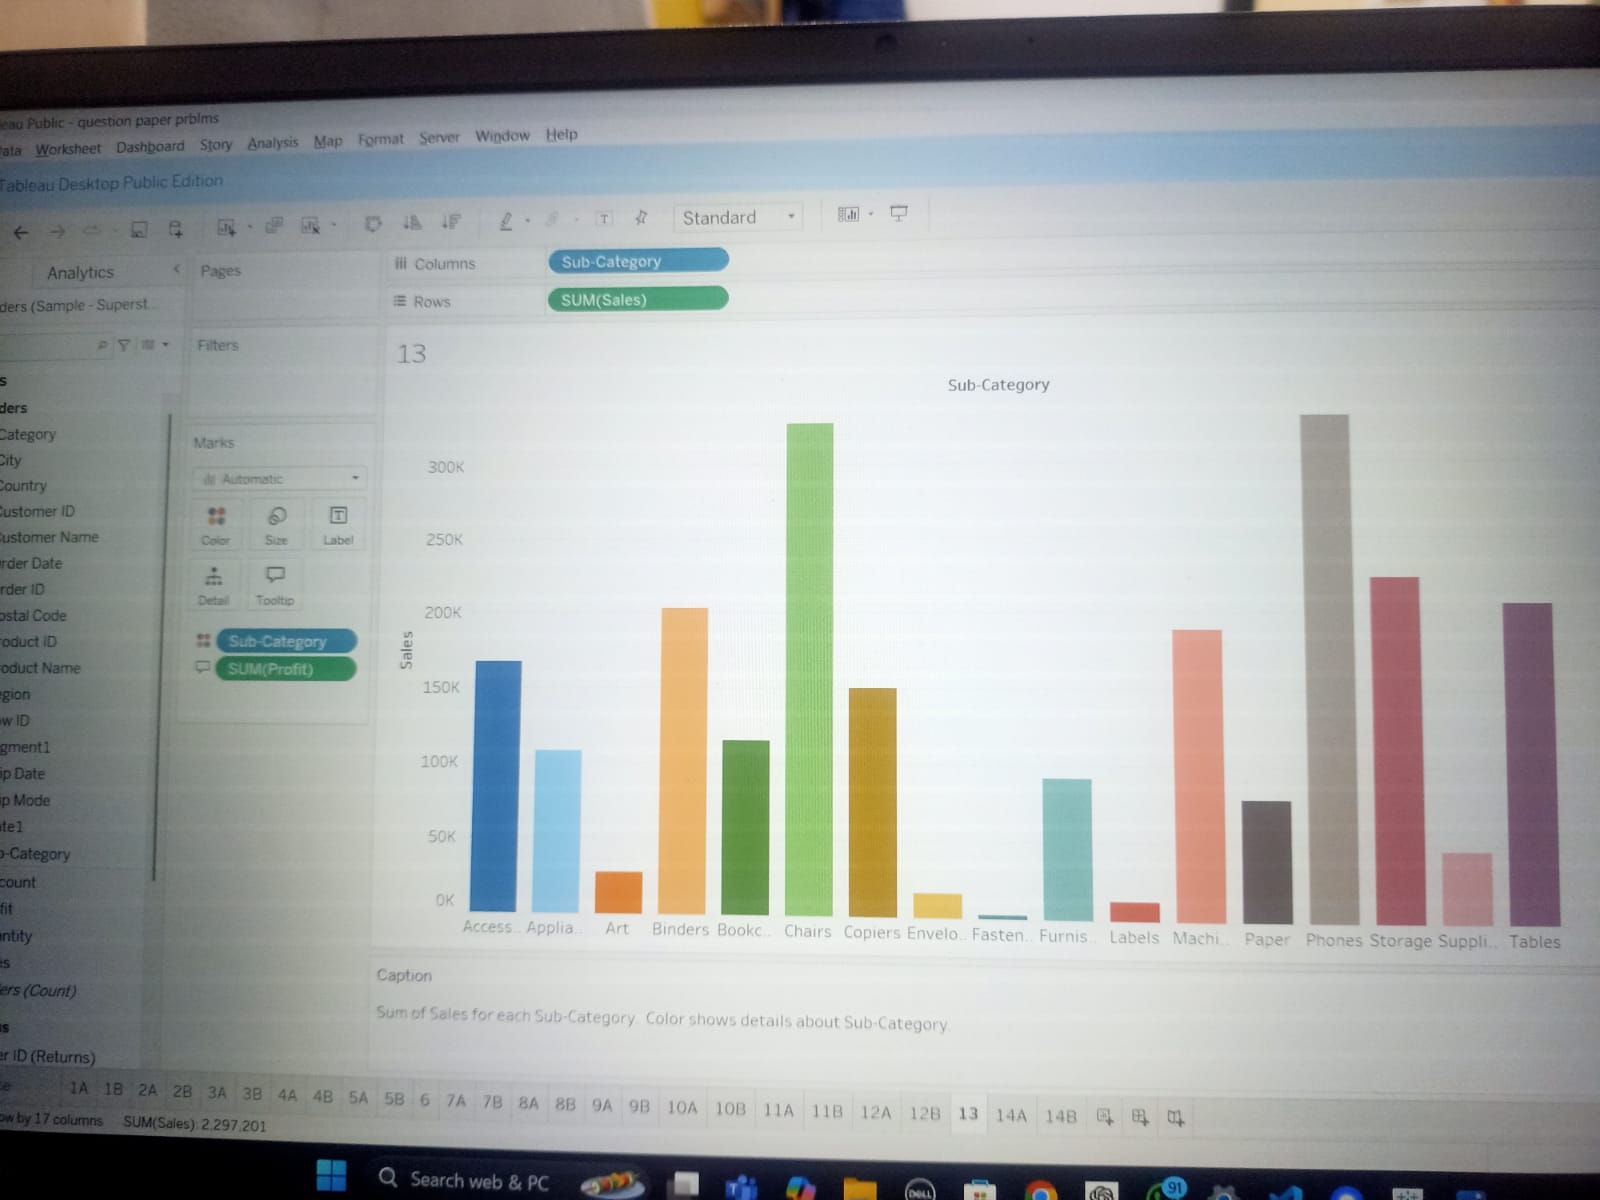 eau Public - question paper prblms
ata Worksheet Dashboard Story Analysis Map Format Server Window Help
Tableau Desktop Public Edition
Standard
Analytics
Pages
Columns
Sub-Category
ders (Sample - Superst...
Rows
SUM(Sales)
Filters
13
Sub-Category
s
ders
Category
City
Country
Customer ID
ustomer Name
rder Date
rder ID
ostal Code
oduct ID
oduct Name
egion
w ID
gment1
ip Date
ip Mode
te1
b-Category
count
fit
ntity
es
ers (Count)
s
er ID (Returns)
Marks
Automatic
Color Size Label
Detail Tooltip
Sub-Category
SUM(Profit)
Sales
300K
250K
200K
150K
100K
50K
0K
Access.. Applia.. Art Binders Bookc.. Chairs Copiers Envelo.. Fasten.. Furnis.. Labels Machi.. Paper Phones Storage Suppli.. Tables
Caption
Sum of Sales for each Sub-Category. Color shows details about Sub-Category.
ce 1A 1B 2A 2B 3A 3B 4A 4B 5A 5B 6 7A 7B 8A 8B 9A 9B 10A 10B 11A 11B 12A 12B 13 14A 14B
ow by 17 columns SUM(Sales): 2,297,201
Search web & PC
DELL
91